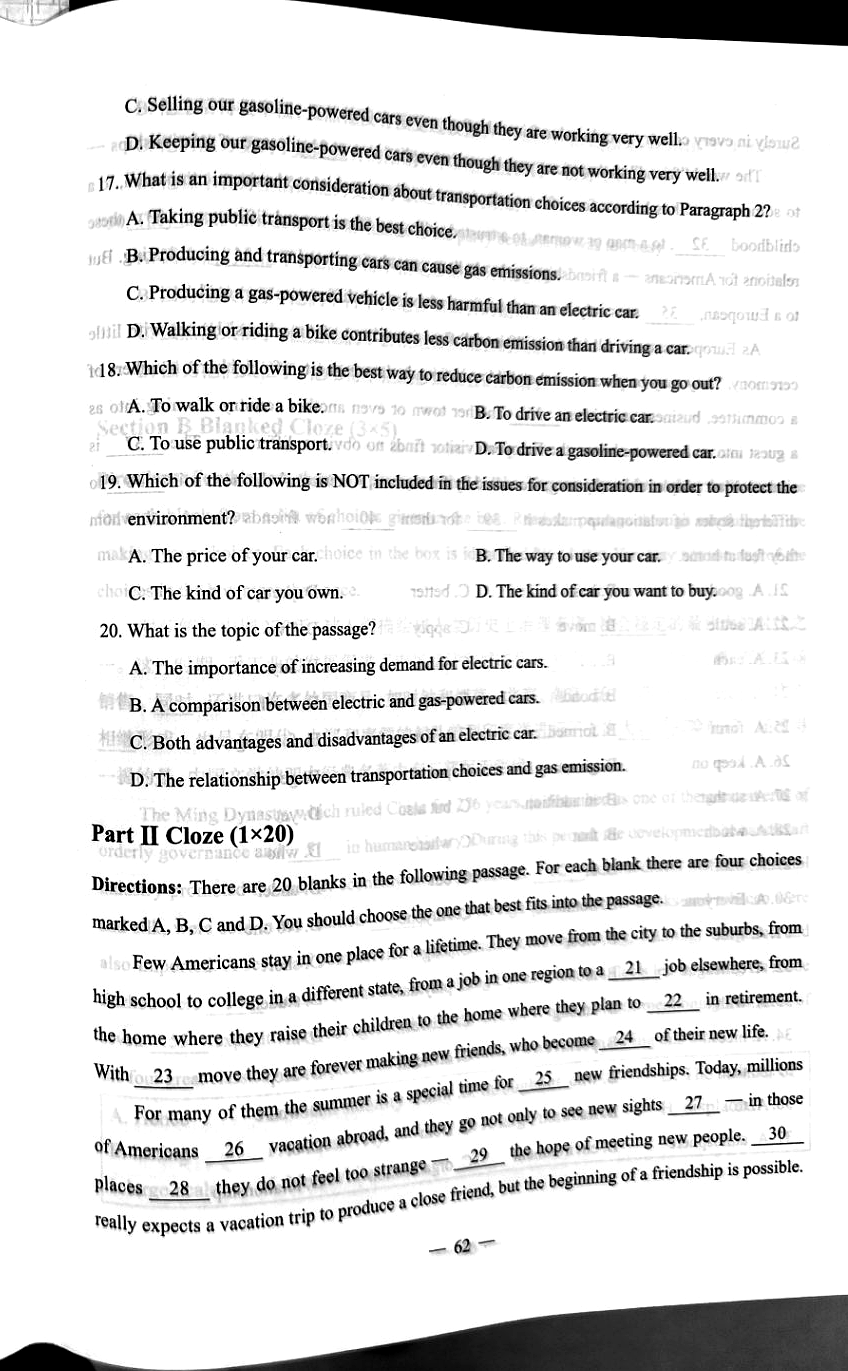 C. Selling our gasoline-powered cars even though they are working very well.
D. Keeping our gasoline-powered cars even though they are not working very well.
17. What is an important consideration about transportation choices according to Paragraph 2?
A. Taking public transport is the best choice.
B. Producing and transporting cars can cause gas emissions.
C. Producing a gas-powered vehicle is less harmful than an electric car.
D. Walking or riding a bike contributes less carbon emission than driving a car.
18. Which of the following is the best way to reduce carbon emission when you go out?
A. To walk or ride a bike. B. To drive an electric car.
C. To use public transport. D. To drive a gasoline-powered car.
19. Which of the following is NOT included in the issues for consideration in order to protect the
environment?
A. The price of your car. B. The way to use your car.
C. The kind of car you own. D. The kind of car you want to buy.
20. What is the topic of the passage?
A. The importance of increasing demand for electric cars.
B. A comparison between electric and gas-powered cars.
C. Both advantages and disadvantages of an electric car.
D. The relationship between transportation choices and gas emission.
Part II Cloze (1×20)
Directions: There are 20 blanks in the following passage. For each blank there are four choices
marked A, B, C and D. You should choose the one that best fits into the passage.
Few Americans stay in one place for a lifetime. They move from the city to the suburbs, from
high school to college in a different state, from a job in one region to a 21 job elsewhere, from
the home where they raise their children to the home where they plan to 22 in retirement.
With 23 move they are forever making new friends, who become 24 of their new life.
For many of them the summer is a special time for 25 new friendships. Today, millions
of Americans 26 vacation abroad, and they go not only to see new sights 27 — in those
places 28 they do not feel too strange — 29 the hope of meeting new people. 30
really expects a vacation trip to produce a close friend, but the beginning of a friendship is possible.
— 62 —